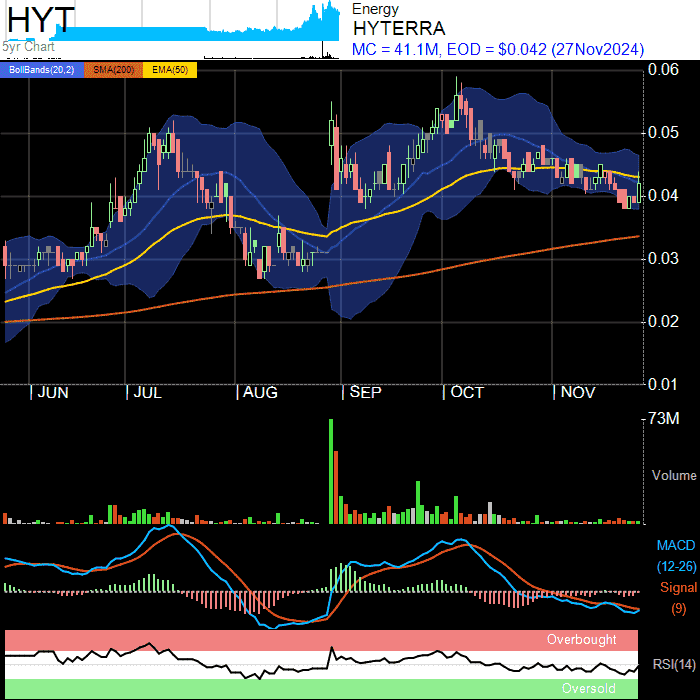 HYT
5yr Chart
Energy
HYTERRA
MC = 41.1M, EOD = $0.042 (27Nov2024)
BollBands(20,2) SMA(200) EMA(50)
0.06
0.05
0.04
0.03
0.02
0.01
JUN JUL AUG SEP OCT NOV
73M
Volume
MACD
(12-26)
Signal
(9)
Overbought
RSI(14)
Oversold